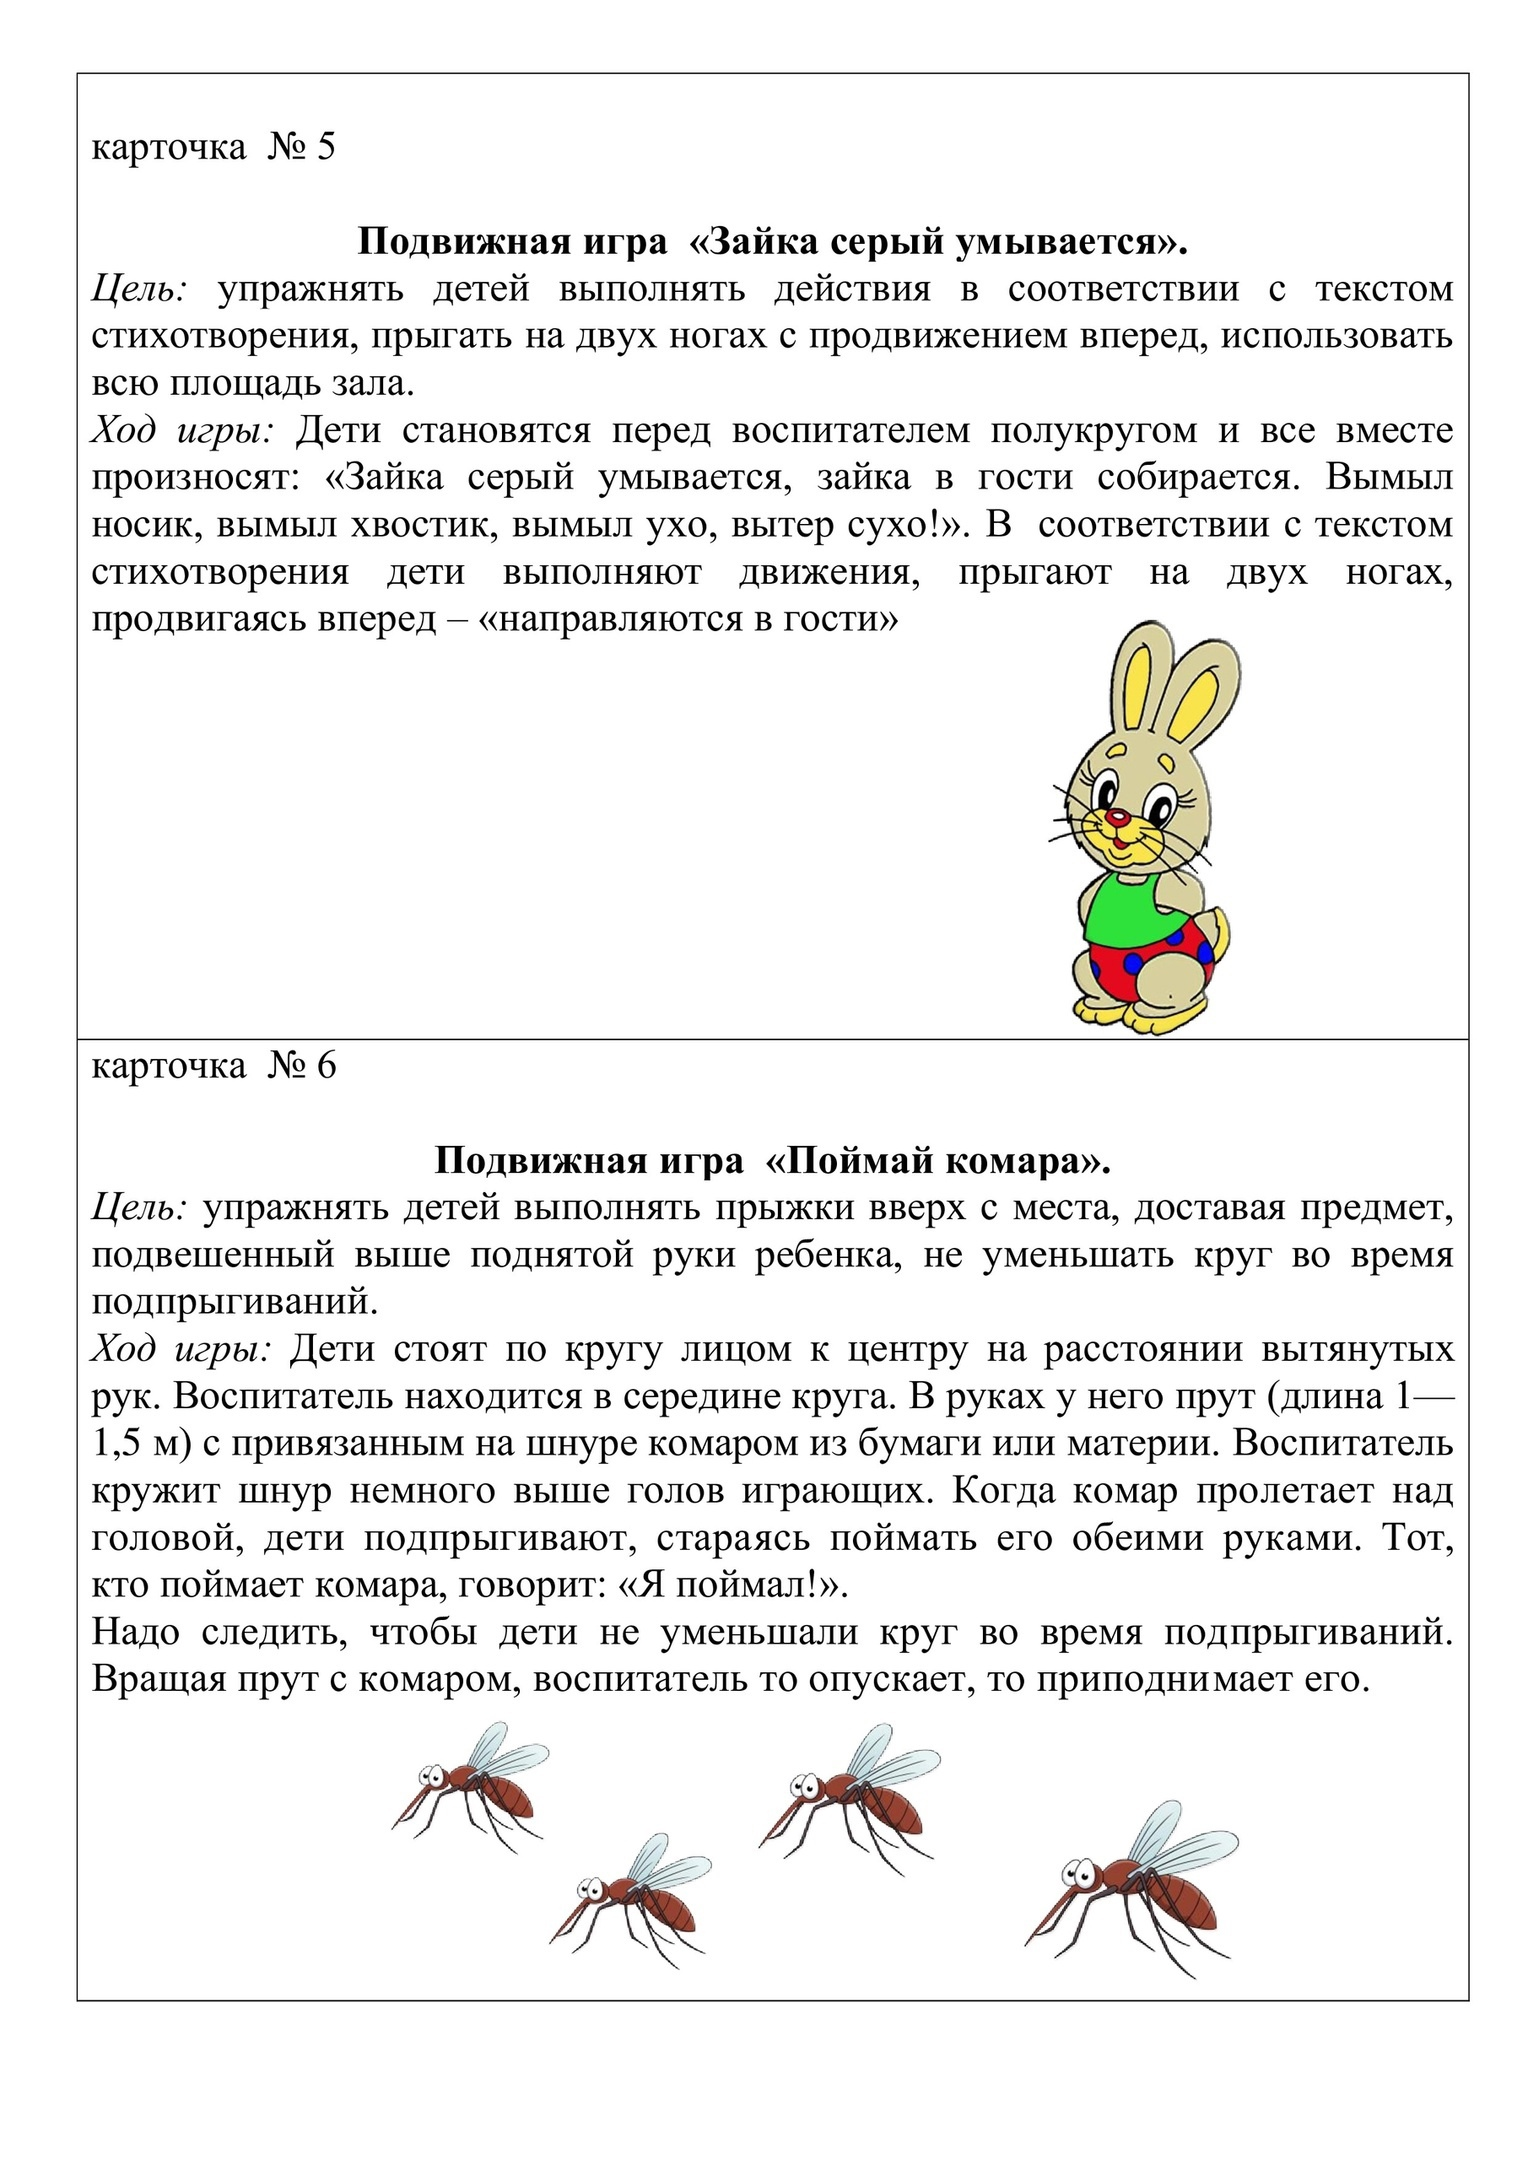 карточка № 5
Подвижная игра «Зайка серый умывается».
Цель: упражнять детей выполнять действия в соответствии с текстом
стихотворения, прыгать на двух ногах с продвижением вперед, использовать
всю площадь зала.
Ход игры: Дети становятся перед воспитателем полукругом и все вместе
произносят: «Зайка серый умывается, зайка в гости собирается. Вымыл
носик, вымыл хвостик, вымыл ухо, вытер сухо!». В соответствии с текстом
стихотворения дети выполняют движения, прыгают на двух ногах,
продвигаясь вперед – «направляются в гости»
карточка № 6
Подвижная игра «Поймай комара».
Цель: упражнять детей выполнять прыжки вверх с места, доставая предмет,
подвешенный выше поднятой руки ребенка, не уменьшать круг во время
подпрыгиваний.
Ход игры: Дети стоят по кругу лицом к центру на расстоянии вытянутых
рук. Воспитатель находится в середине круга. В руках у него прут (длина 1—
1,5 м) с привязанным на шнуре комаром из бумаги или материи. Воспитатель
кружит шнур немного выше голов играющих. Когда комар пролетает над
головой, дети подпрыгивают, стараясь поймать его обеими руками. Тот,
кто поймает комара, говорит: «Я поймал!».
Надо следить, чтобы дети не уменьшали круг во время подпрыгиваний.
Вращая прут с комаром, воспитатель то опускает, то приподнимает его.